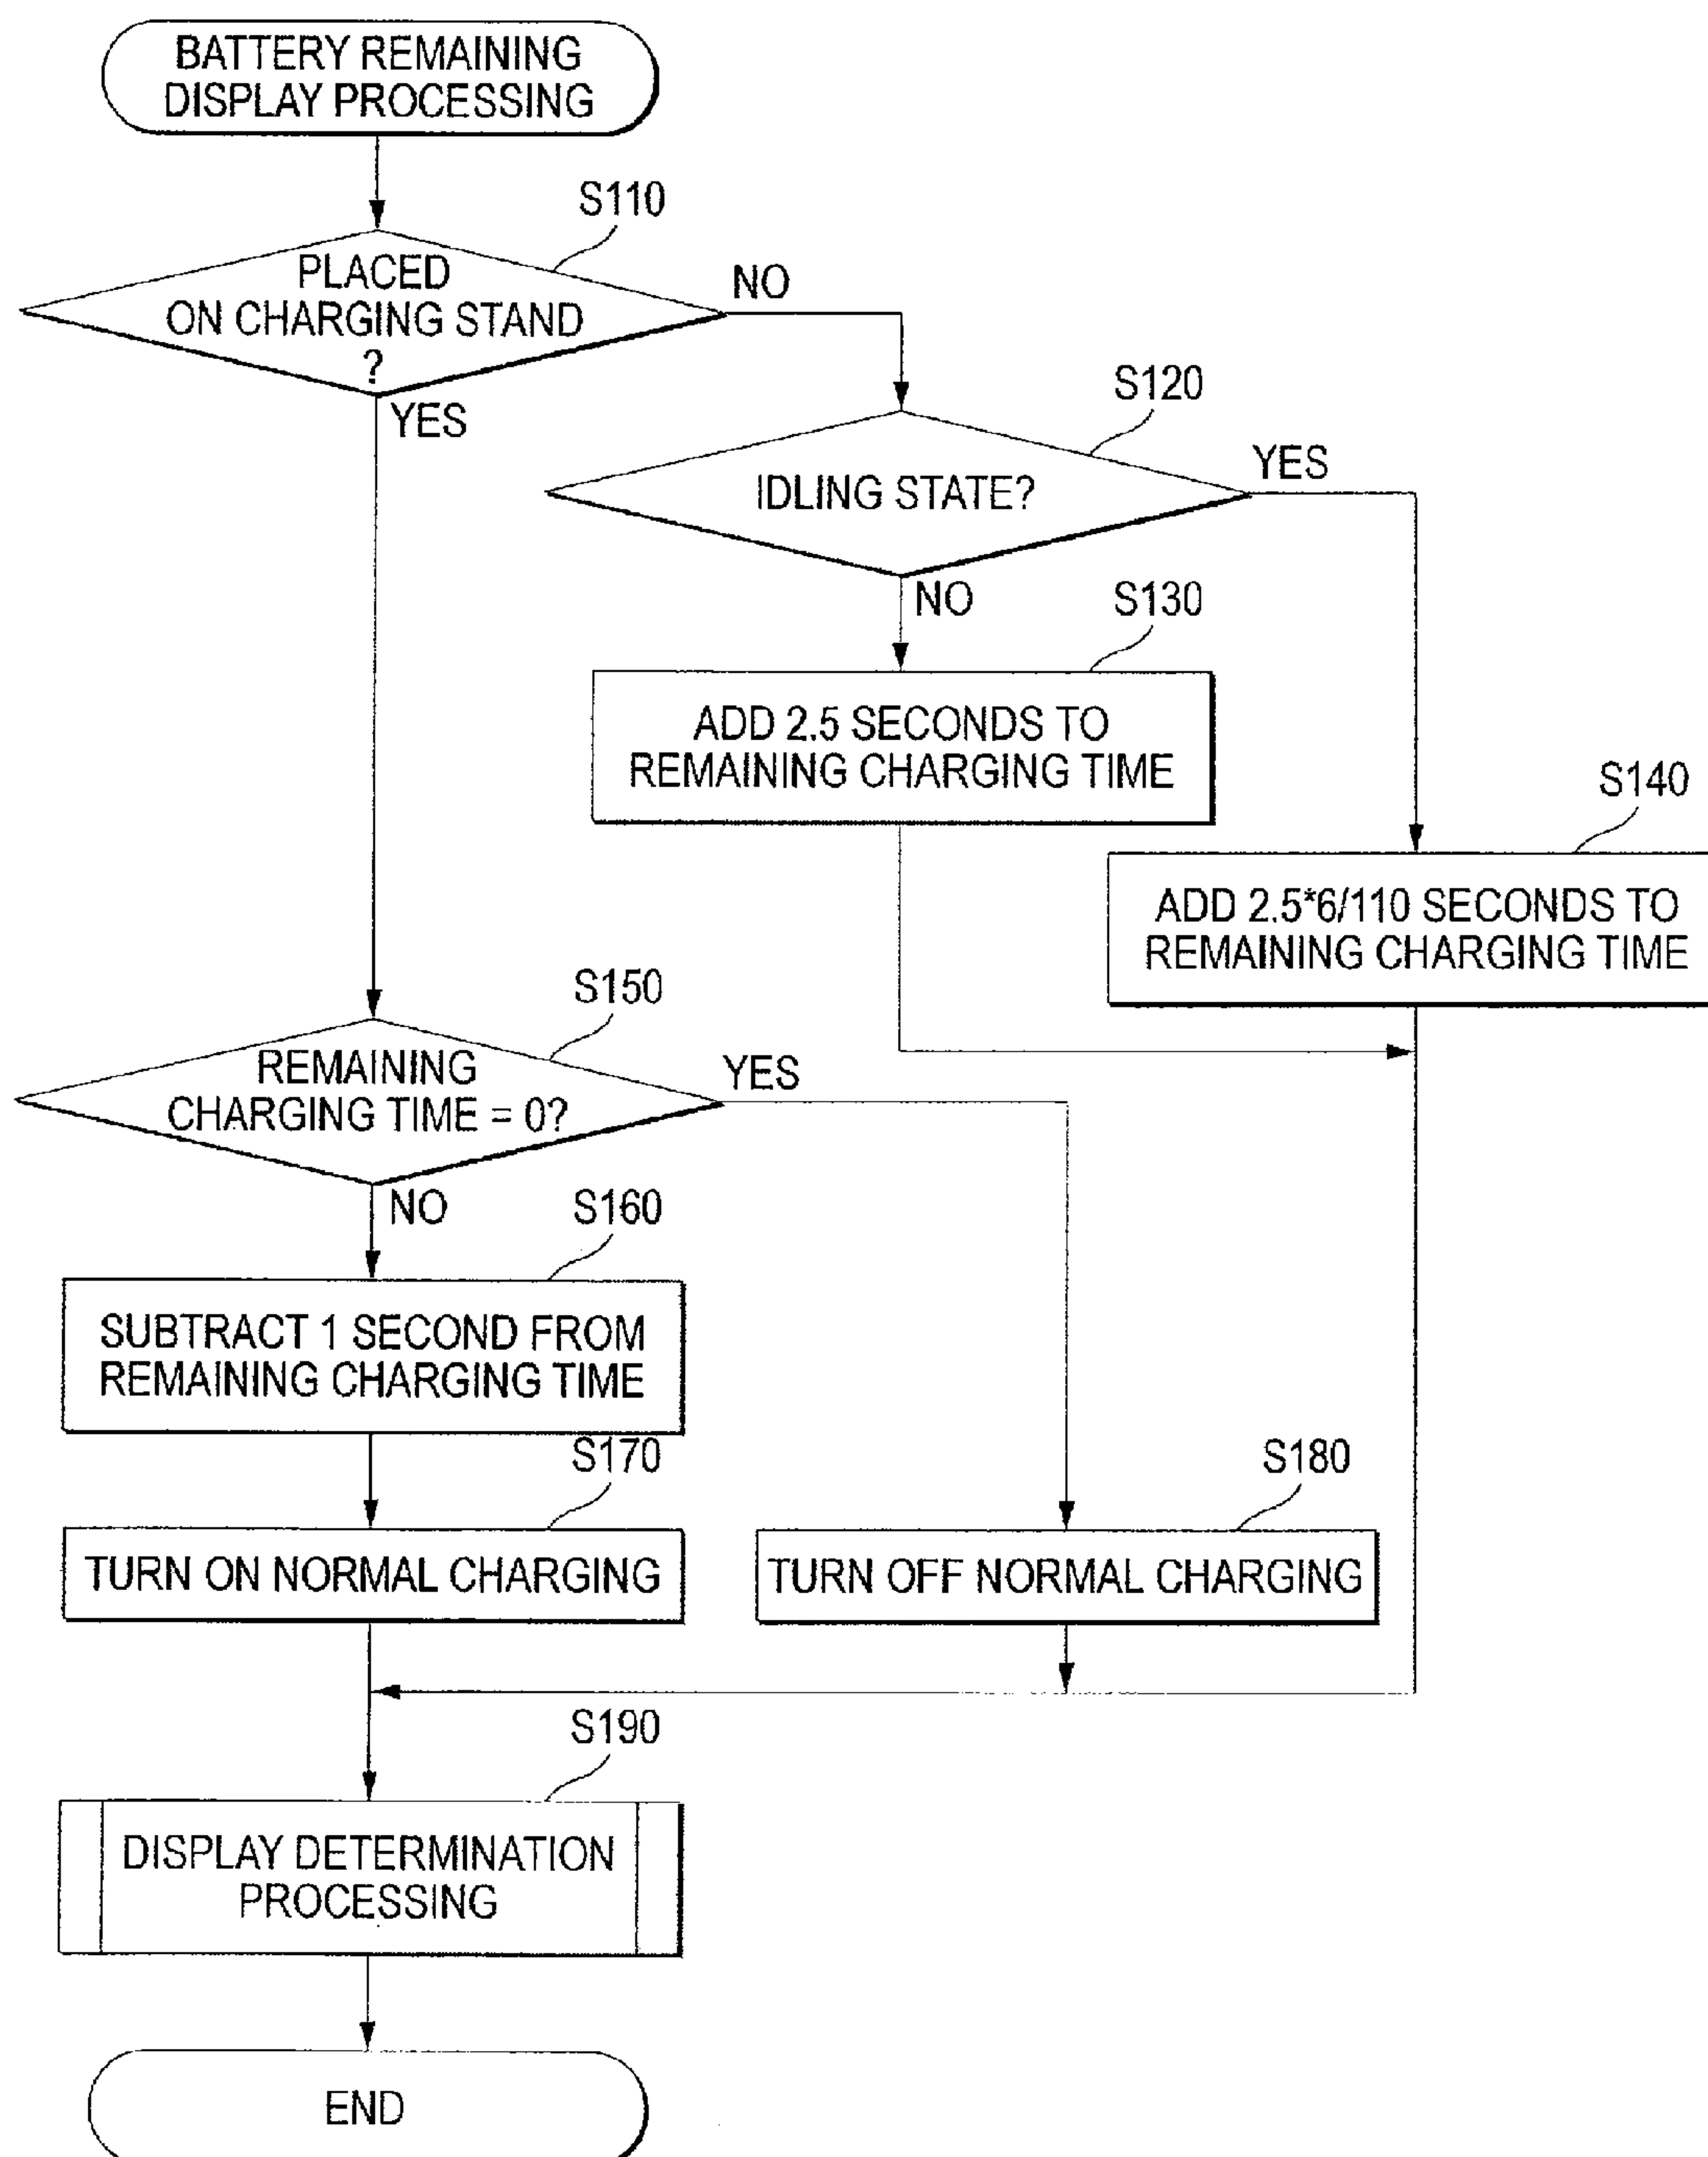 BATTERY REMAINING
DISPLAY PROCESSING
S110
PLACED
ON CHARGING STAND
?
NO
YES
S120
IDLING STATE?
YES
NO
S130
ADD 2.5 SECONDS TO
REMAINING CHARGING TIME
S140
ADD 2.5*6/110 SECONDS TO
REMAINING CHARGING TIME
S150
REMAINING
CHARGING TIME = 0?
YES
NO
S160
SUBTRACT 1 SECOND FROM
REMAINING CHARGING TIME
S170
TURN ON NORMAL CHARGING
S180
TURN OFF NORMAL CHARGING
S190
DISPLAY DETERMINATION
PROCESSING
END